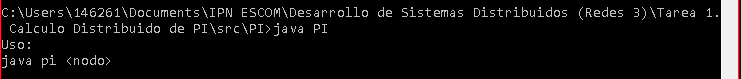 C:\Users\146261\Documents\IPN ESCOM\Desarrollo de Sistemas Distribuidos (Redes 3)\Tarea 1.
Calculo Distribuido de PI\src\PI>java PI
Uso:
java pi <nodo>